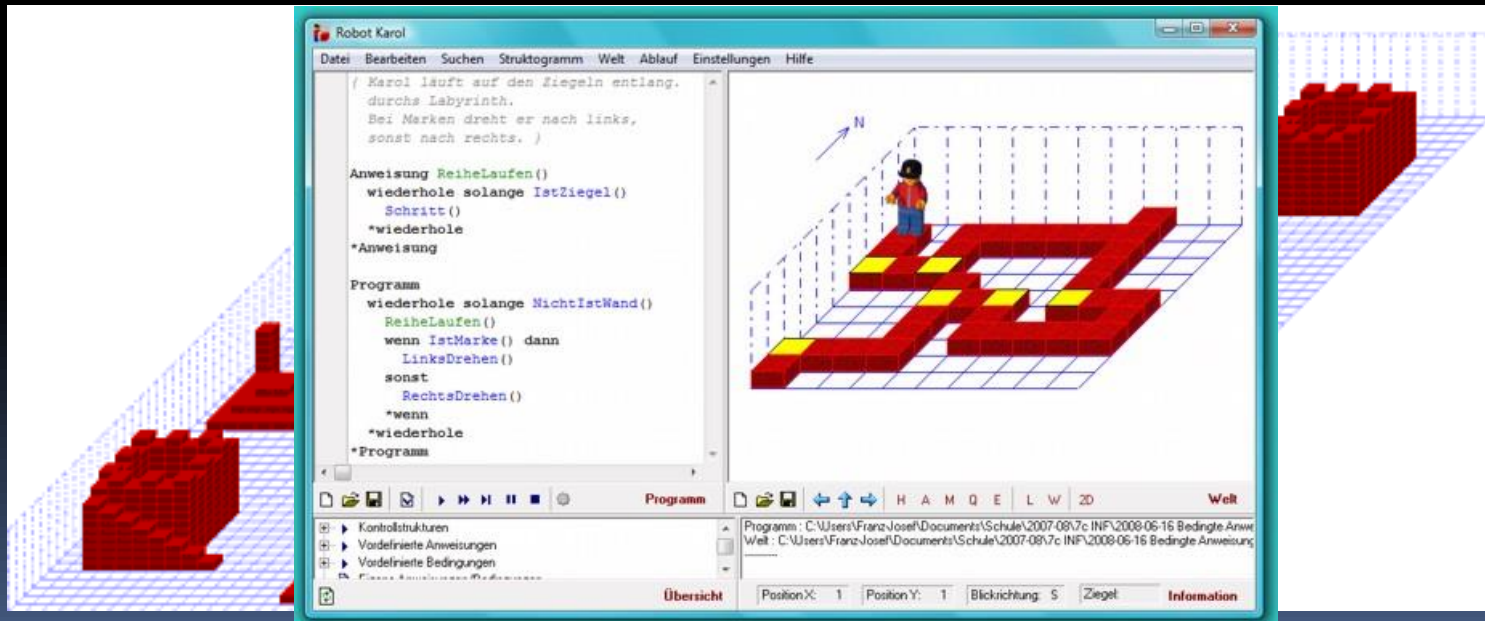 Robot Karol
Datei Bearbeiten Suchen Struktogramm Welt Ablauf Einstellungen Hilfe
{ Karol läuft auf den Ziegeln entlang.
durchs Labyrinth.
Bei Marken dreht er nach links,
sonst nach rechts. }
Anweisung ReiheLaufen()
wiederhole solange IstZiegel()
Schritt()
*wiederhole
*Anweisung
Programm
wiederhole solange NichtIstWand()
ReiheLaufen()
wenn IstMarke() dann
LinksDrehen()
sonst
RechtsDrehen()
*wenn
*wiederhole
*Programm
N
Programm
H A M Q E L W 2D Welt
Kontrollstrukturen
Vordefinierte Anweisungen
Vordefinierte Bedingungen
Übersicht
Programm : C:\Users\Franz-Josef\Documents\Schule\2007-08\7c INF\2008-06-16 Bedingte Anwe
Welt : C:\Users\Franz-Josef\Documents\Schule\2007-08\7c INF\2008-06-16 Bedingte Anweisung
Position X: 1 Position Y: 1 Blickrichtung: S Ziegel: Information